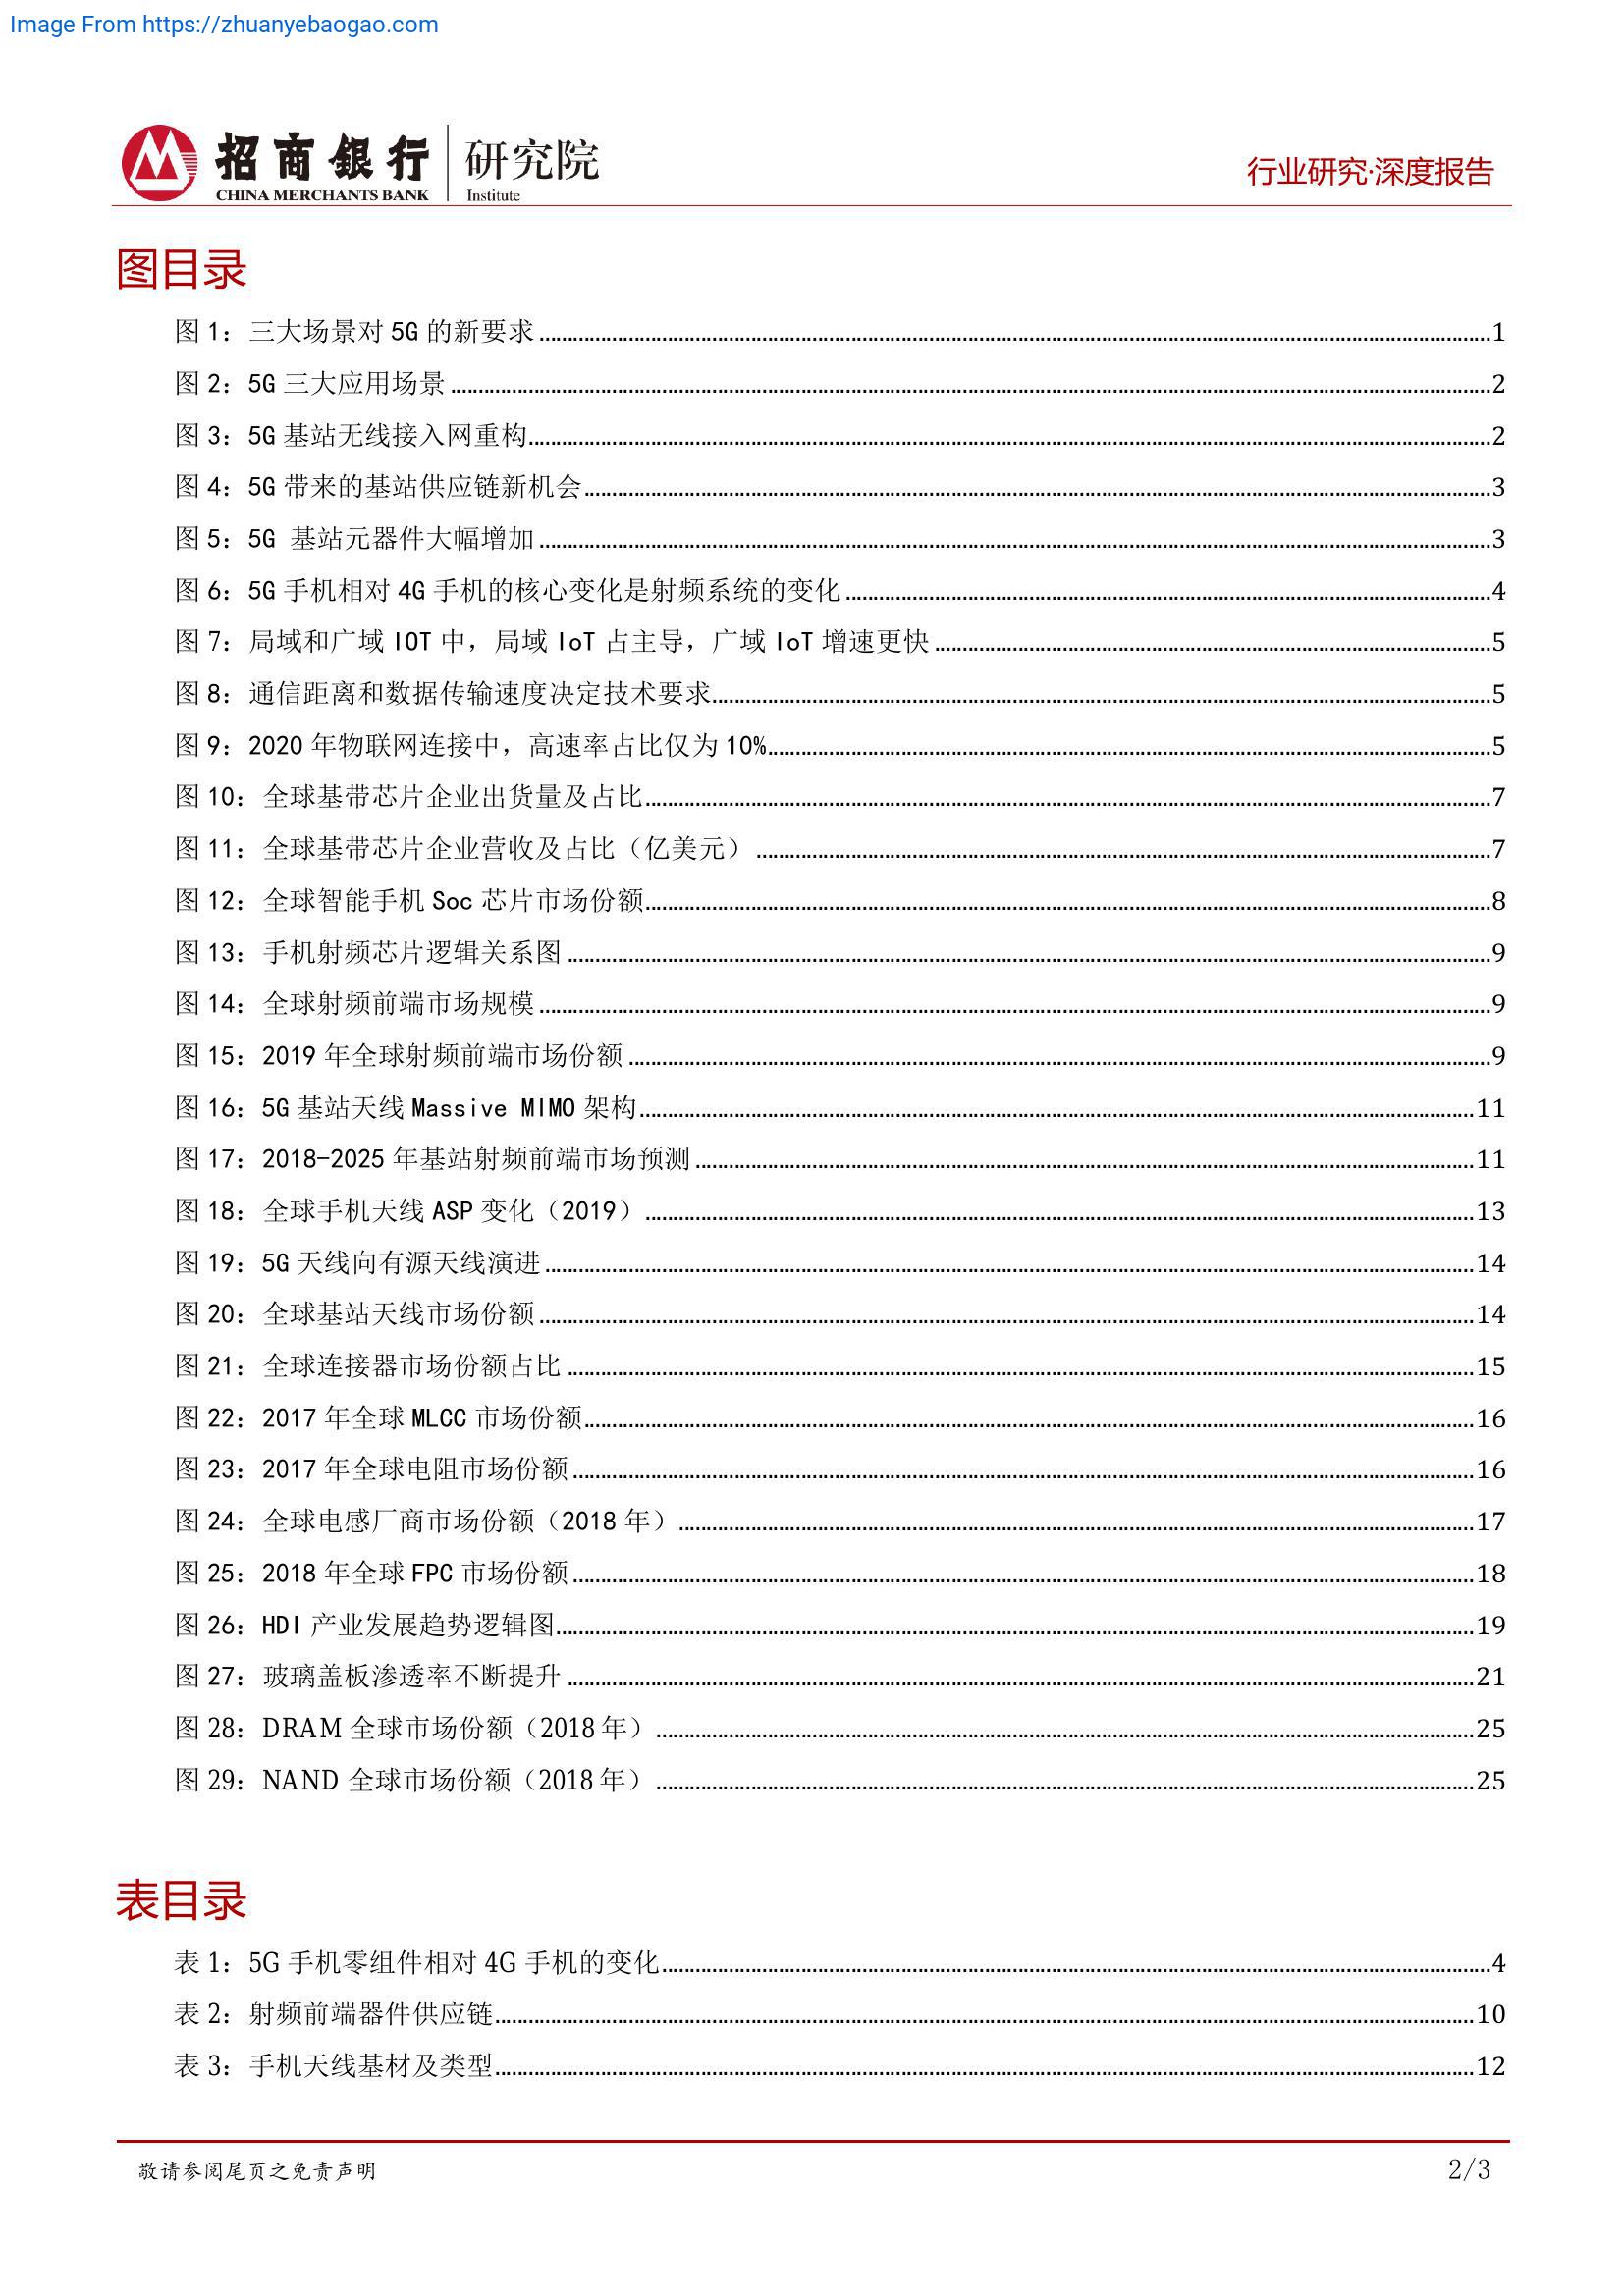 Image From https://zhuanyebaogao.com
招商銀行 研究院
CHINA MERCHANTS BANK Institute
行业研究·深度报告
图目录
图 1：三大场景对 5G 的新要求 1
图 2：5G 三大应用场景 2
图 3：5G 基站无线接入网重构 2
图 4：5G 带来的基站供应链新机会 3
图 5：5G 基站元器件大幅增加 3
图 6：5G 手机相对 4G 手机的核心变化是射频系统的变化 4
图 7：局域和广域 IOT 中，局域 IoT 占主导，广域 IoT 增速更快 5
图 8：通信距离和数据传输速度决定技术要求 5
图 9：2020 年物联网连接中，高速率占比仅为 10% 5
图 10：全球基带芯片企业出货量及占比 7
图 11：全球基带芯片企业营收及占比（亿美元） 7
图 12：全球智能手机 Soc 芯片市场份额 8
图 13：手机射频芯片逻辑关系图 9
图 14：全球射频前端市场规模 9
图 15：2019 年全球射频前端市场份额 9
图 16：5G 基站天线 Massive MIMO 架构 11
图 17：2018-2025 年基站射频前端市场预测 11
图 18：全球手机天线 ASP 变化（2019） 13
图 19：5G 天线向有源天线演进 14
图 20：全球基站天线市场份额 14
图 21：全球连接器市场份额占比 15
图 22：2017 年全球 MLCC 市场份额 16
图 23：2017 年全球电阻市场份额 16
图 24：全球电感厂商市场份额（2018 年） 17
图 25：2018 年全球 FPC 市场份额 18
图 26：HDI 产业发展趋势逻辑图 19
图 27：玻璃盖板渗透率不断提升 21
图 28：DRAM 全球市场份额（2018 年） 25
图 29：NAND 全球市场份额（2018 年） 25
表目录
表 1：5G 手机零组件相对 4G 手机的变化 4
表 2：射频前端器件供应链 10
表 3：手机天线基材及类型 12
敬请参阅尾页之免责声明
2/3